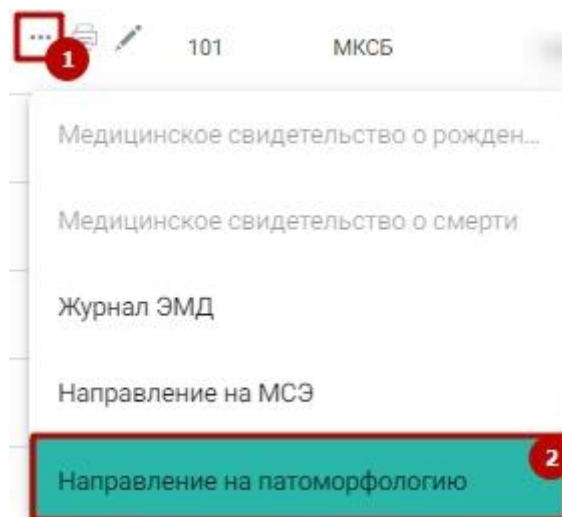 ... 1 101 МКСБ
Медицинское свидетельство о рожден...
Медицинское свидетельство о смерти
Журнал ЭМД
Направление на МСЭ
Направление на патоморфологию 2